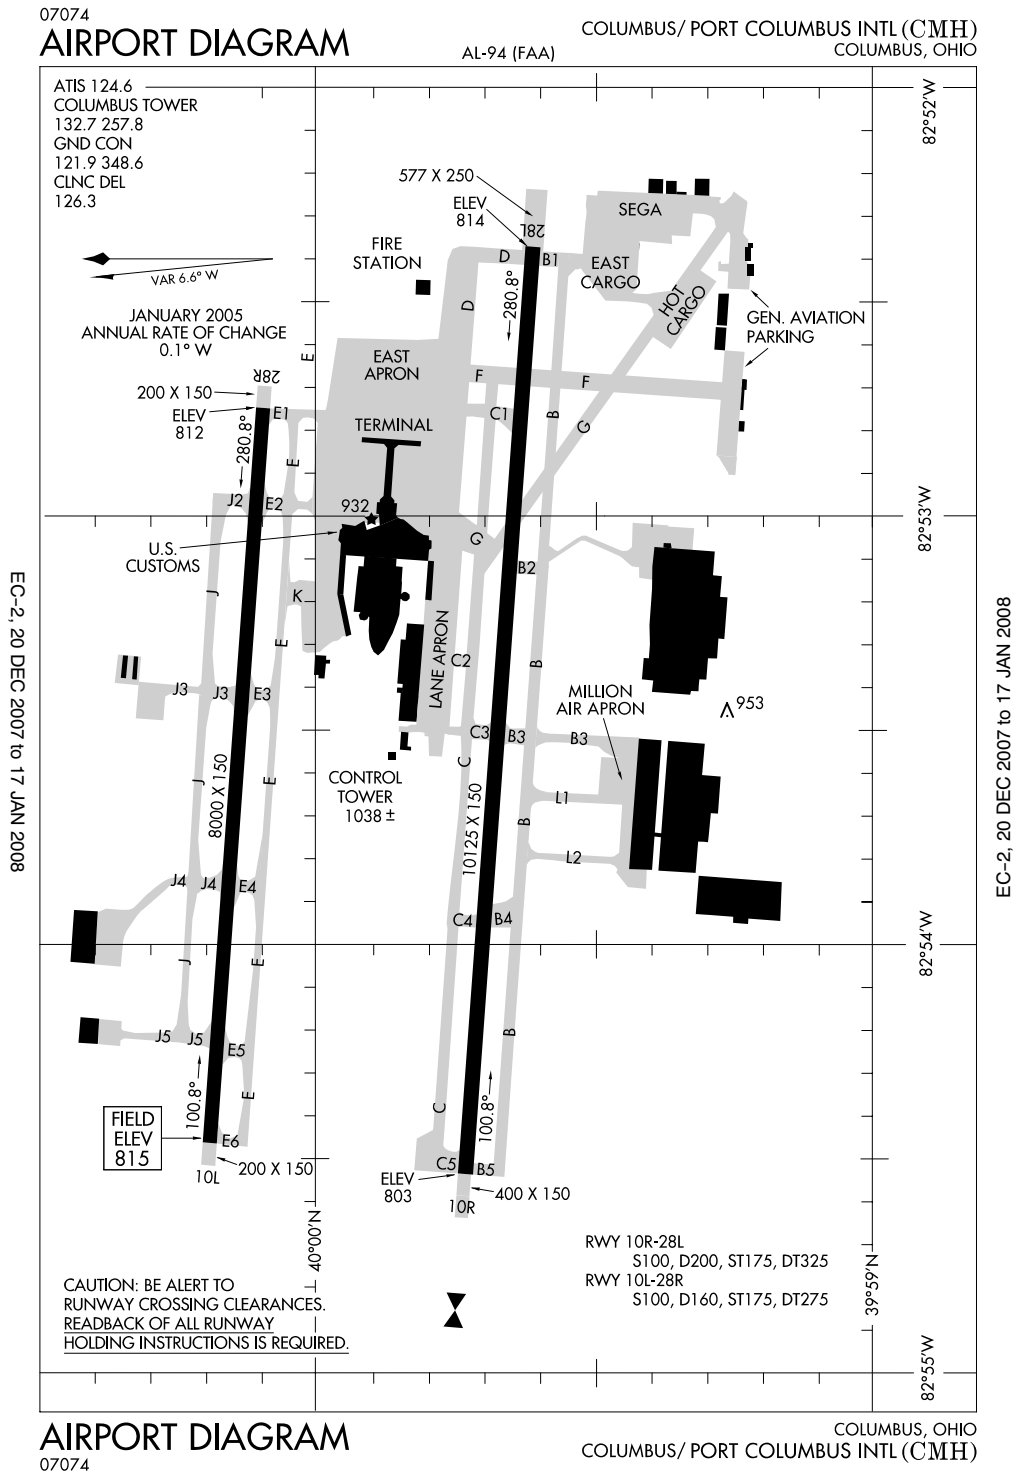 07074
AIRPORT DIAGRAM
AL-94 (FAA)
COLUMBUS/ PORT COLUMBUS INTL (CMH)
COLUMBUS, OHIO
ATIS 124.6
COLUMBUS TOWER
132.7 257.8
GND CON
121.9 348.6
CLNC DEL
126.3
VAR 6.6° W
JANUARY 2005
ANNUAL RATE OF CHANGE
0.1° W
82°52'W
577 X 250
ELEV
814
28L
SEGA
FIRE
STATION
D
B1
EAST
CARGO
D
280.8°
HOT
CARGO
GEN. AVIATION
PARKING
E
EAST
APRON
F
F
28R
200 X 150
ELEV
812
E1
280.8°
C1
B
G
TERMINAL
E
J2
E2
932
82°53'W
U.S.
CUSTOMS
G
B2
J
K
E
LANE APRON
C2
B
J3
J3
E3
MILLION
AIR APRON
953
C3
B3
B3
C
J
E
8000 X 150
CONTROL
TOWER
1038 ±
10125 X 150
L1
B
L2
J4
J4
E4
C4
B4
82°54'W
J
E
J5
J5
E5
B
100.8°
E
C
100.8°
FIELD
ELEV
815
E6
200 X 150
10L
C5
B5
ELEV
803
400 X 150
10R
40°00'N
39°59'N
RWY 10R-28L
S100, D200, ST175, DT325
RWY 10L-28R
S100, D160, ST175, DT275
CAUTION: BE ALERT TO
RUNWAY CROSSING CLEARANCES.
READBACK OF ALL RUNWAY
HOLDING INSTRUCTIONS IS REQUIRED.
82°55'W
EC-2, 20 DEC 2007 to 17 JAN 2008
EC-2, 20 DEC 2007 to 17 JAN 2008
AIRPORT DIAGRAM
07074
COLUMBUS, OHIO
COLUMBUS/ PORT COLUMBUS INTL (CMH)